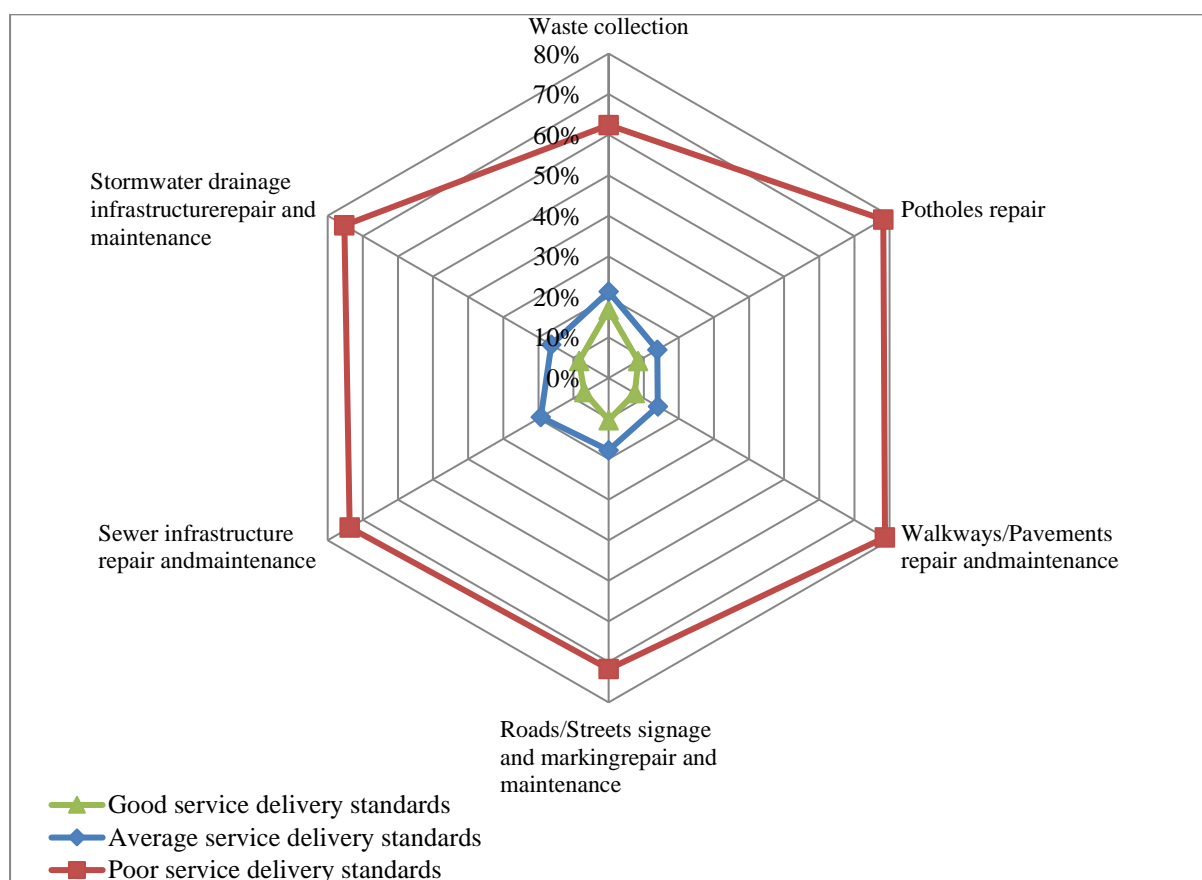 Waste collection
80%
70%
60%
50%
40%
30%
20%
10%
0%
Potholes repair
Walkways/Pavements
repair andmaintenance
Roads/Streets signage
and markingrepair and
maintenance
Sewer infrastructure
repair andmaintenance
Stormwater drainage
infrastructurerepair and
maintenance
Good service delivery standards
Average service delivery standards
Poor service delivery standards